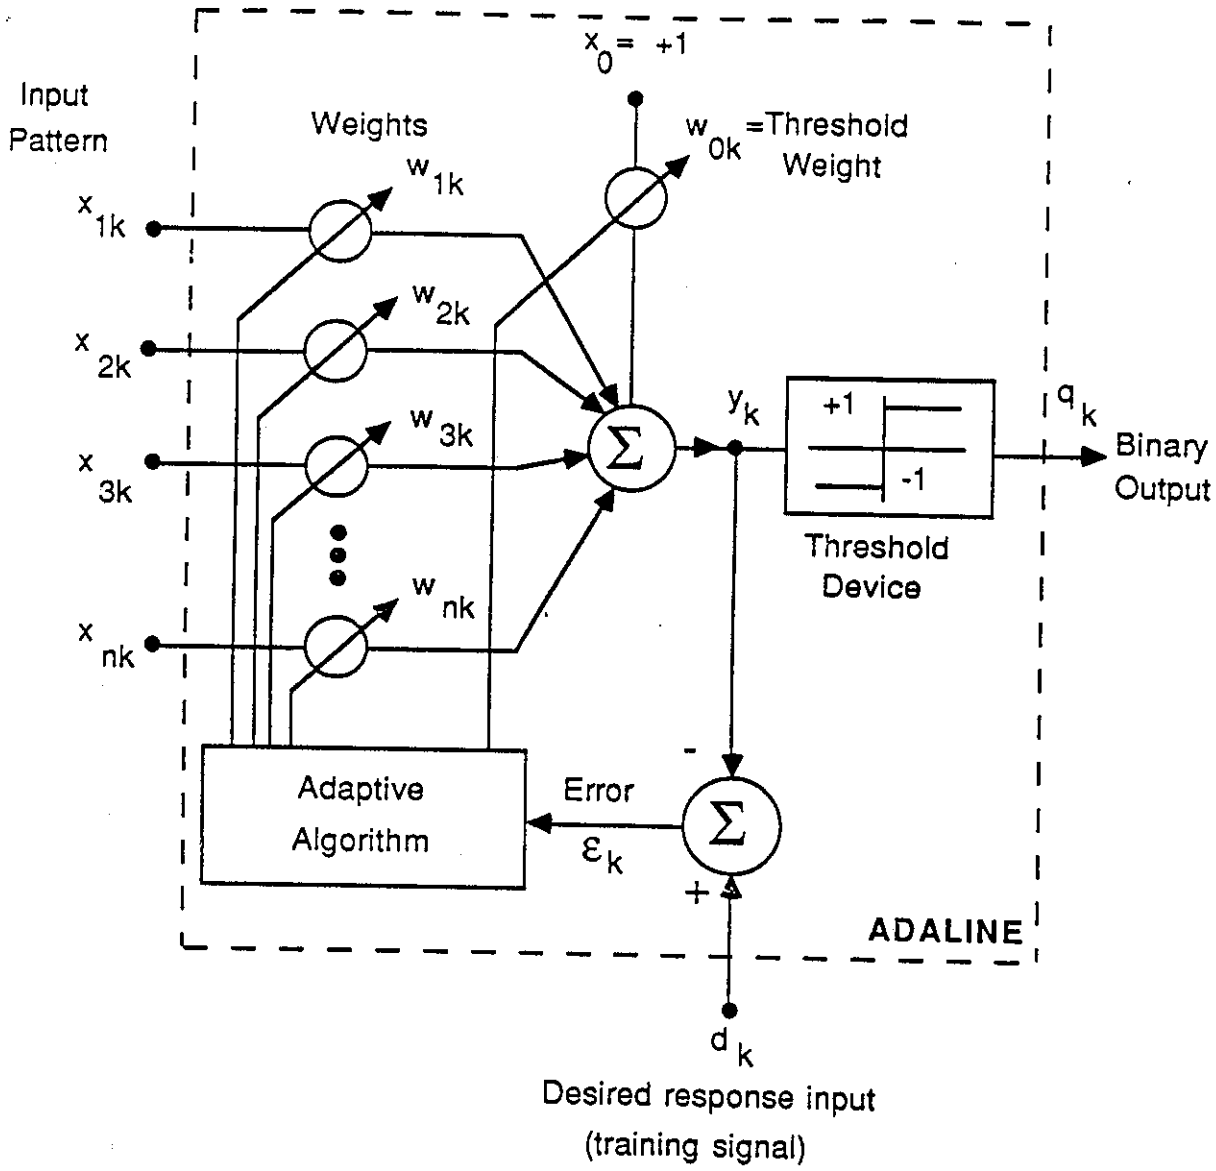 x0 = +1
Input
Pattern
Weights
w0k =Threshold
Weight
w1k
x1k
w2k
x2k
w3k
x3k
Σ
yk
+1
-1
qk
Binary
Output
Threshold
Device
wnk
xnk
-
Adaptive
Algorithm
Error
εk
Σ
+
ADALINE
dk
Desired response input
(training signal)